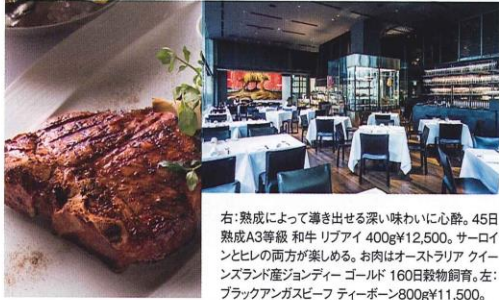 右:熟成によって導き出せる深い味わいに心酔。45日
熟成A3等級 和牛 リブアイ 400g¥12,500。サーロイ
ンとヒレの両方が楽しめる。お肉はオーストラリア クイー
ンズランド産ジョンディー ゴールド 160日穀物飼育。左:
ブラックアンガスビーフ ティーボーン800g¥11,500。